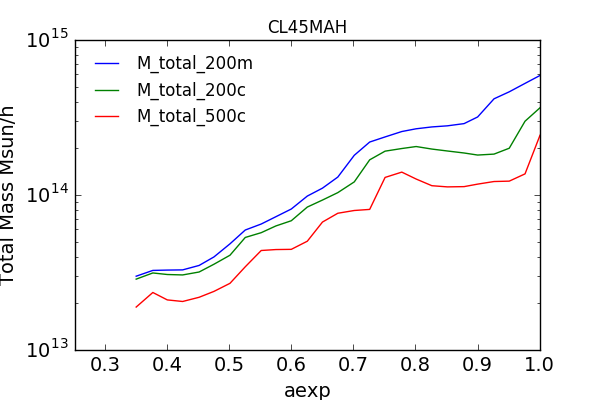 CL45MAH
10^15
M_total_200m
M_total_200c
M_total_500c
Total Mass Msun/h
10^14
10^13
0.3 0.4 0.5 0.6 0.7 0.8 0.9 1.0
aexp